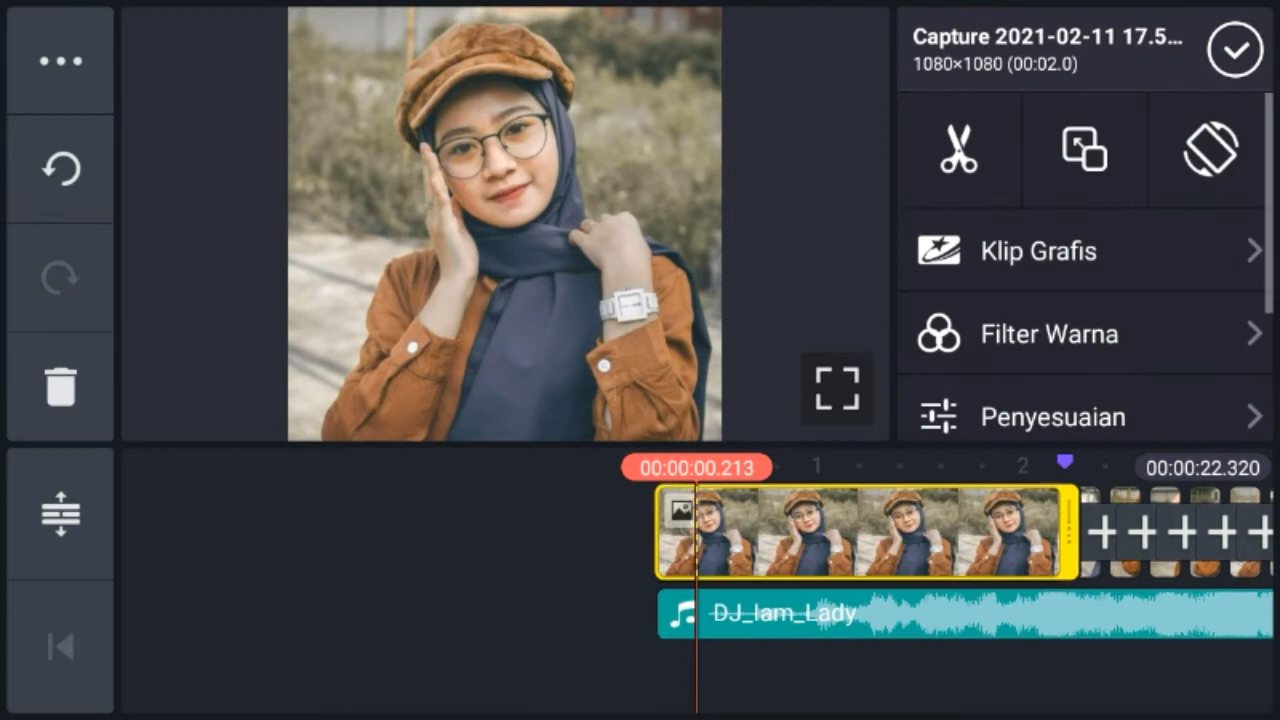 Capture 2021-02-11 17.5...
1080×1080 (00:02.0)
Klip Grafis
Filter Warna
Penyesuaian
00:00:00.213
1
2
00:00:22.320
DJ_Iam_Lady